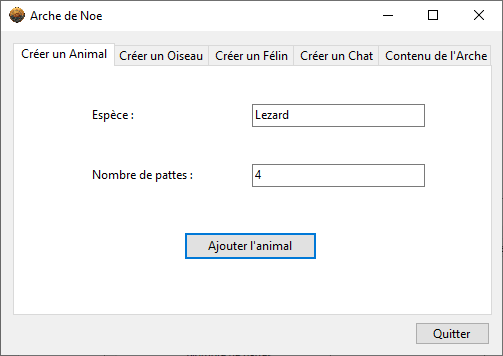 Arche de Noe
Créer un Animal Créer un Oiseau Créer un Félin Créer un Chat Contenu de l'Arche
Espèce : Lezard
Nombre de pattes : 4
Ajouter l'animal
Quitter